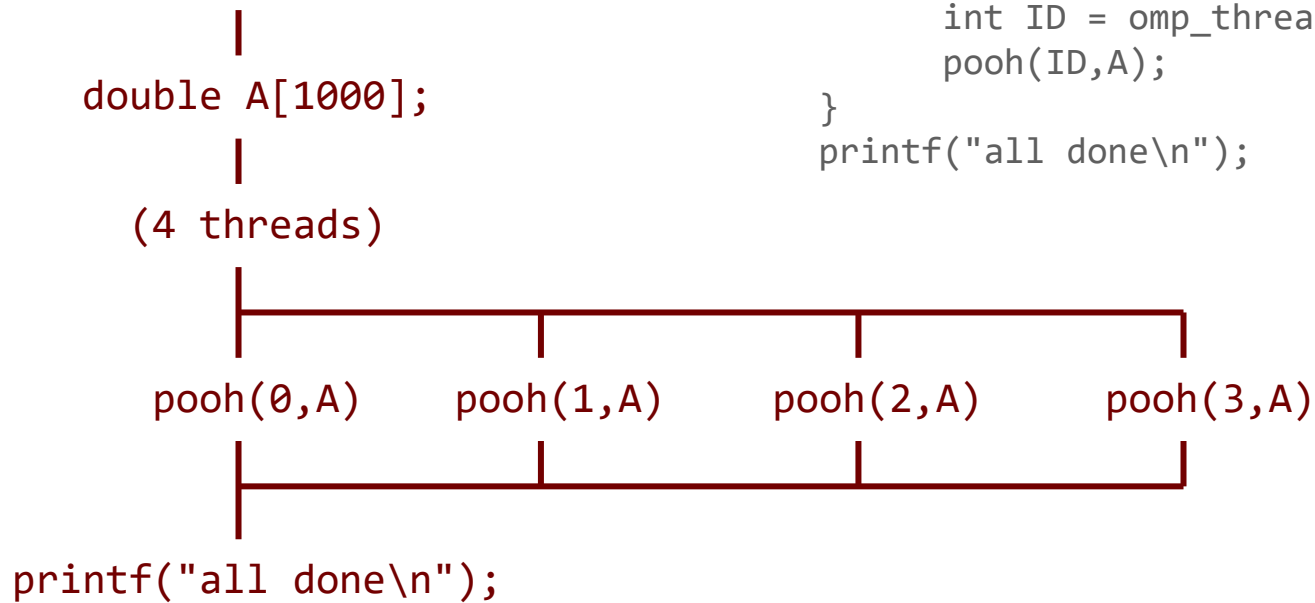 int ID = omp_threa
pooh(ID,A);
}
printf("all done\n");
double A[1000];
(4 threads)
pooh(0,A) pooh(1,A) pooh(2,A) pooh(3,A)
printf("all done\n");